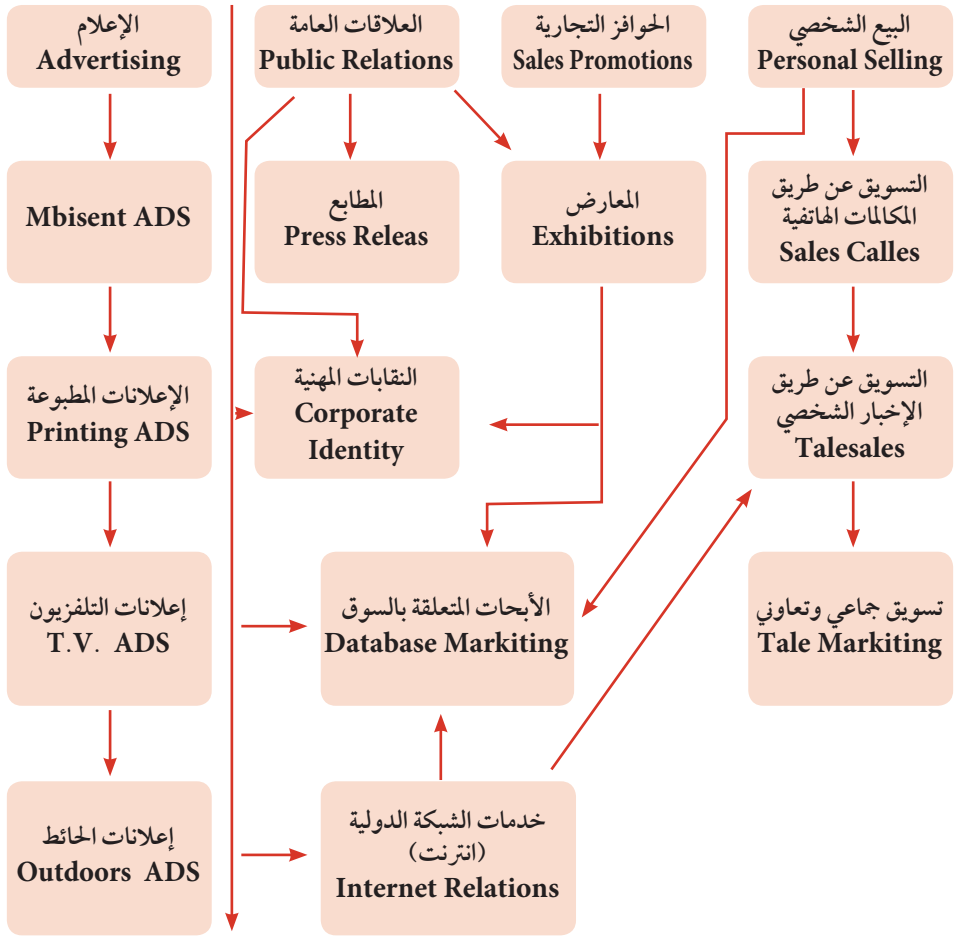 الإعلام
Advertising
العلاقات العامة
Public Relations
الحوافز التجارية
Sales Promotions
البيع الشخصي
Personal Selling
Mbisent ADS
المطابع
Press Releas
المعارض
Exhibitions
التسويق عن طريق
المكالمات الهاتفية
Sales Calles
الإعلانات المطبوعة
Printing ADS
النقابات المهنية
Corporate
Identity
التسويق عن طريق
الإخبار الشخصي
Talesales
إعلانات التلفزيون
T.V. ADS
الأبحات المتعلقة بالسوق
Database Markiting
تسويق جماعي وتعاوني
Tale Markiting
إعلانات الحائط
Outdoors ADS
خدمات الشبكة الدولية
(انترنت)
Internet Relations